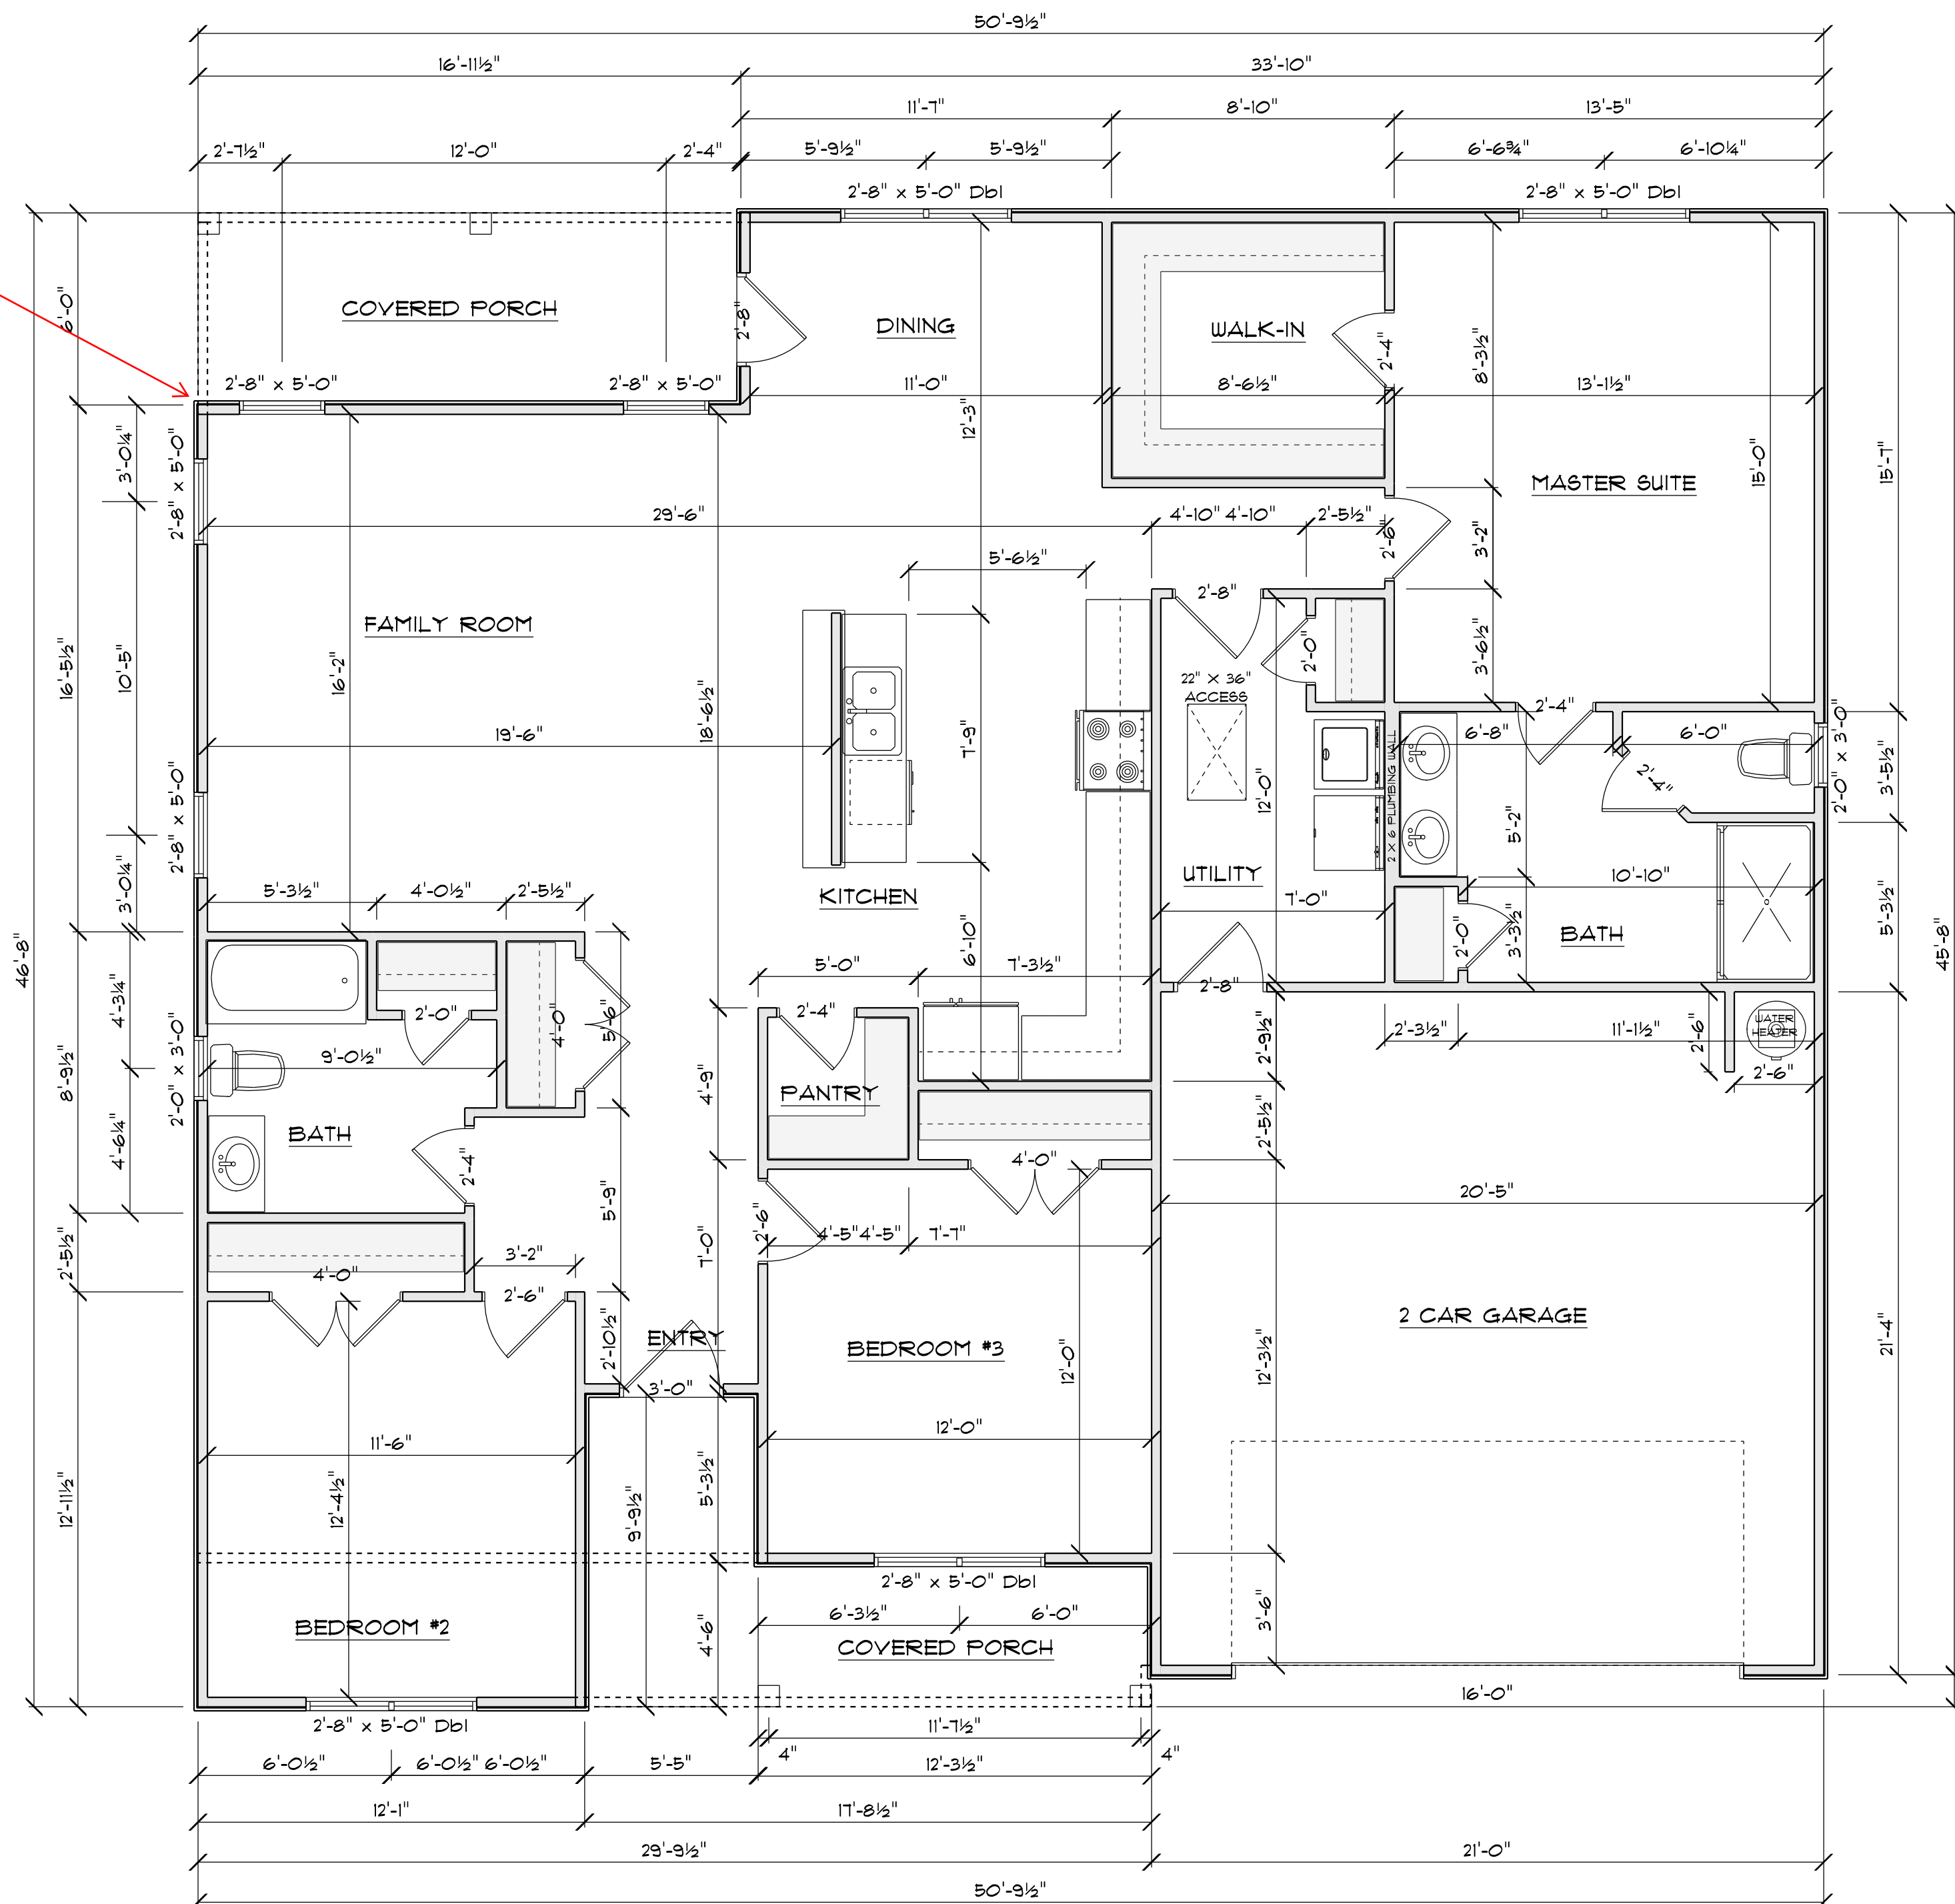 50'-9½"
16'-11½" 33'-10"
11'-7" 8'-10" 13'-5"
2'-7½" 12'-0" 2'-4" 5'-9½" 5'-9½" 6'-6¾" 6'-10¼"
2'-8" x 5'-0" Dbl 2'-8" x 5'-0" Dbl
6'-0"
COVERED PORCH
2'-8"
DINING
WALK-IN
2'-4"
8'-3½"
2'-8" x 5'-0" 2'-8" x 5'-0"
11'-0" 8'-6½" 13'-1½"
12'-3"
3'-0¼"
2'-8" x 5'-0"
15'-0"
15'-7"
MASTER SUITE
29'-6" 4'-10" 4'-10" 2'-5½"
2'-6"
3'-2"
5'-6½"
2'-8"
FAMILY ROOM
16'-5½"
10'-5"
16'-2"
18'-6½"
2'-0"
3'-6½"
22" X 36"
ACCESS
2'-4"
19'-6"
7'-9"
12'-0"
2 X 6 PLUMBING WALL
6'-8" 6'-0"
2'-4"
2'-0" x 3'-0"
3'-5½"
2'-8" x 5'-0"
3'-0¼"
5'-2"
5'-3½" 4'-0½" 2'-5½"
KITCHEN
UTILITY
10'-10"
7'-0"
2'-0"
3'-3½"
BATH
5'-3½"
46'-8"
45'-8"
6'-10"
5'-0" 7'-3½"
2'-8"
4'-3¼"
2'-0"
4'-0"
5'-6"
2'-4"
2'-9½"
2'-3½" 11'-1½"
2'-6"
WATER
HEATER
2'-6"
2'-0" x 3'-0"
9'-0½"
8'-9½"
4'-9"
PANTRY
4'-6¼"
BATH
2'-4"
2'-5½"
4'-0"
20'-5"
5'-9"
7'-0"
2'-6"
4'-5" 4'-5" 7'-7"
2'-5½"
3'-2"
4'-0"
2'-6"
2'-10½"
ENTRY
BEDROOM #3
12'-0"
12'-3½"
2 CAR GARAGE
21'-4"
3'-0"
11'-6"
12'-0"
12'-11½"
12'-4½"
9'-9½"
5'-3½"
2'-8" x 5'-0" Dbl
6'-3½" 6'-0"
3'-6"
BEDROOM #2
4'-6"
COVERED PORCH
16'-0"
2'-8" x 5'-0" Dbl
11'-7½"
4" 4"
6'-0½" 6'-0½" 6'-0½" 5'-5" 12'-3½"
12'-1" 17'-8½"
29'-9½" 21'-0"
50'-9½"